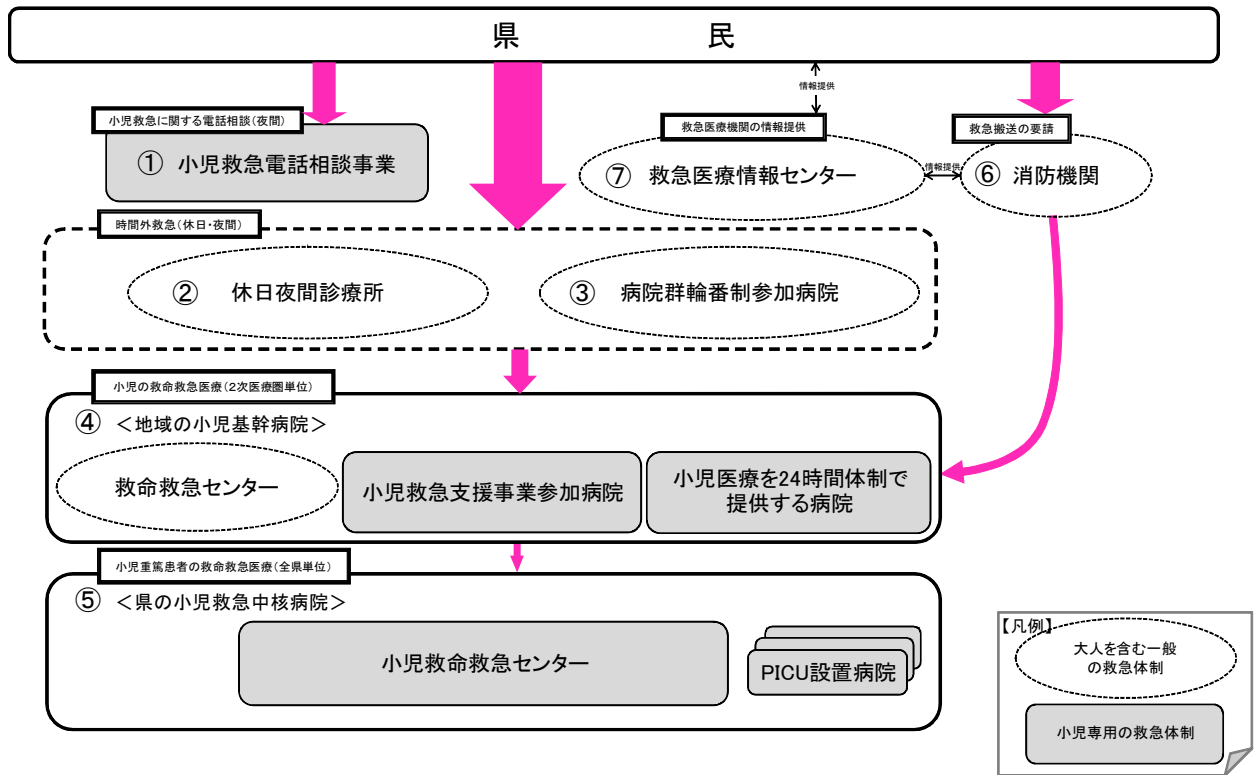 県　民
情報提供
小児救急に関する電話相談(夜間)
① 小児救急電話相談事業
救急医療機関の情報提供
⑦ 救急医療情報センター
情報提供
救急搬送の要請
⑥ 消防機関
時間外救急(休日・夜間)
② 休日夜間診療所
③ 病院群輪番制参加病院
小児の救命救急医療(2次医療圏単位)
④ <地域の小児基幹病院>
救命救急センター
小児救急支援事業参加病院
小児医療を24時間体制で
提供する病院
小児重篤患者の救命救急医療(全県単位)
⑤ <県の小児救急中核病院>
小児救命救急センター
PICU設置病院
【凡例】
大人を含む一般
の救急体制
小児専用の救急体制